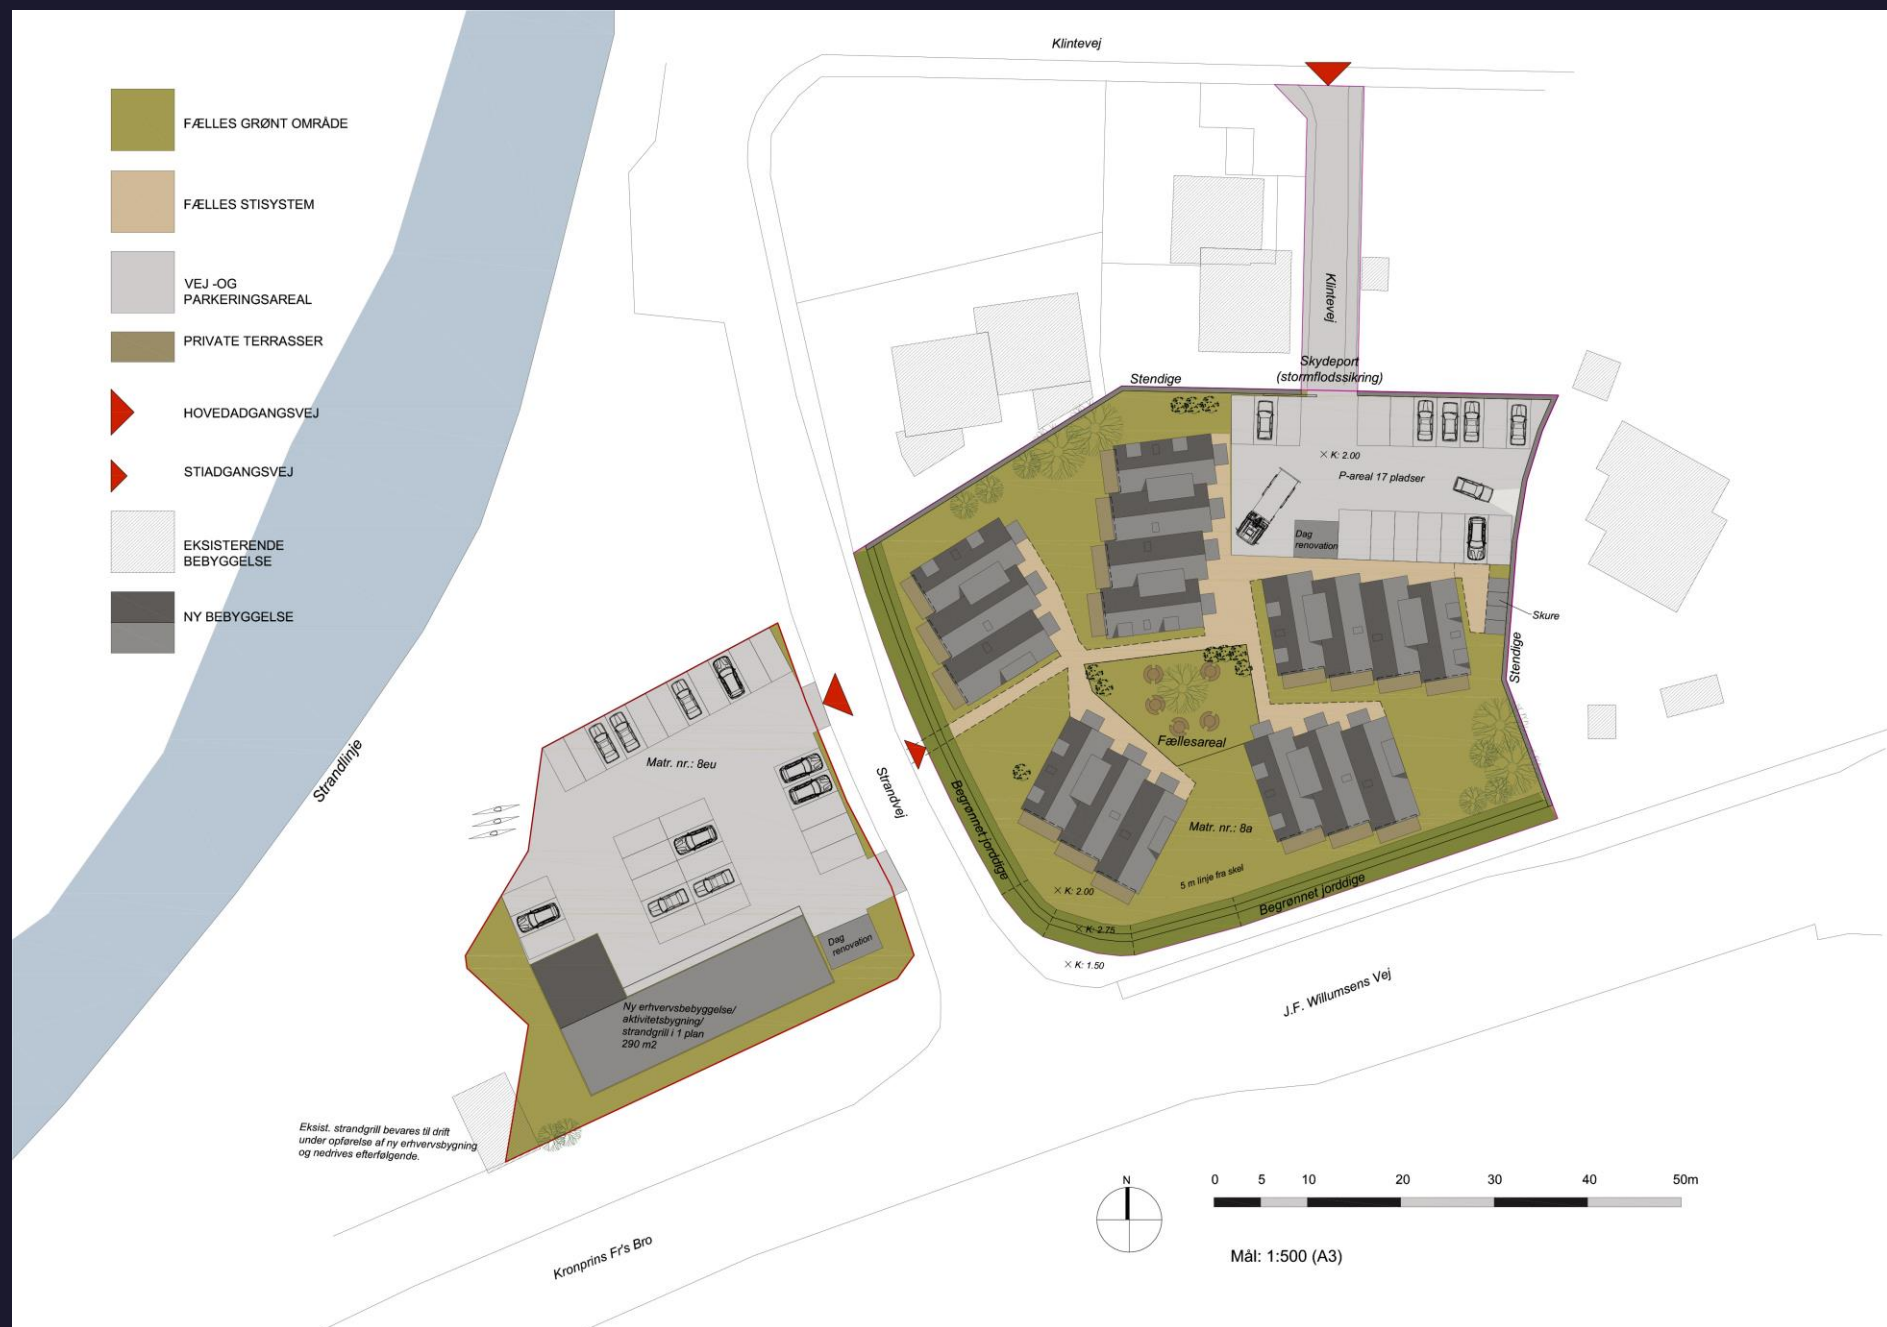 Klintevej
FÆLLES GRØNT OMRÅDE
FÆLLES STISYSTEM
VEJ -OG
PARKERINGSAREAL
PRIVATE TERRASSER
HOVEDADGANGSVEJ
STIADGANGSVEJ
EKSISTERENDE
BEBYGGELSE
NY BEBYGGELSE
Klintevej
Skydeport
(stormflodssikring)
Stendige
K: 2.00
P-areal 17 pladser
Dag
renovation
Skure
Stendige
Fællesareal
Strandlinje
Matr. nr.: 8eu
Strandvej
Begrønnet jorddige
Matr. nr.: 8a
5 m linje fra skel
K: 2.00
Begrønnet jorddige
K: 2.75
K: 1.50
Dag
renovation
J.F. Willumsens Vej
Ny erhvervsbebyggelse/
aktivitetsbygning/
strandgrill i 1 plan
290 m2
Eksist. strandgrill bevares til drift
under opførelse af ny erhvervsbygning
og nedrives efterfølgende.
Kronprins Fr's Bro
N
0 5 10 20 30 40 50m
Mål: 1:500 (A3)